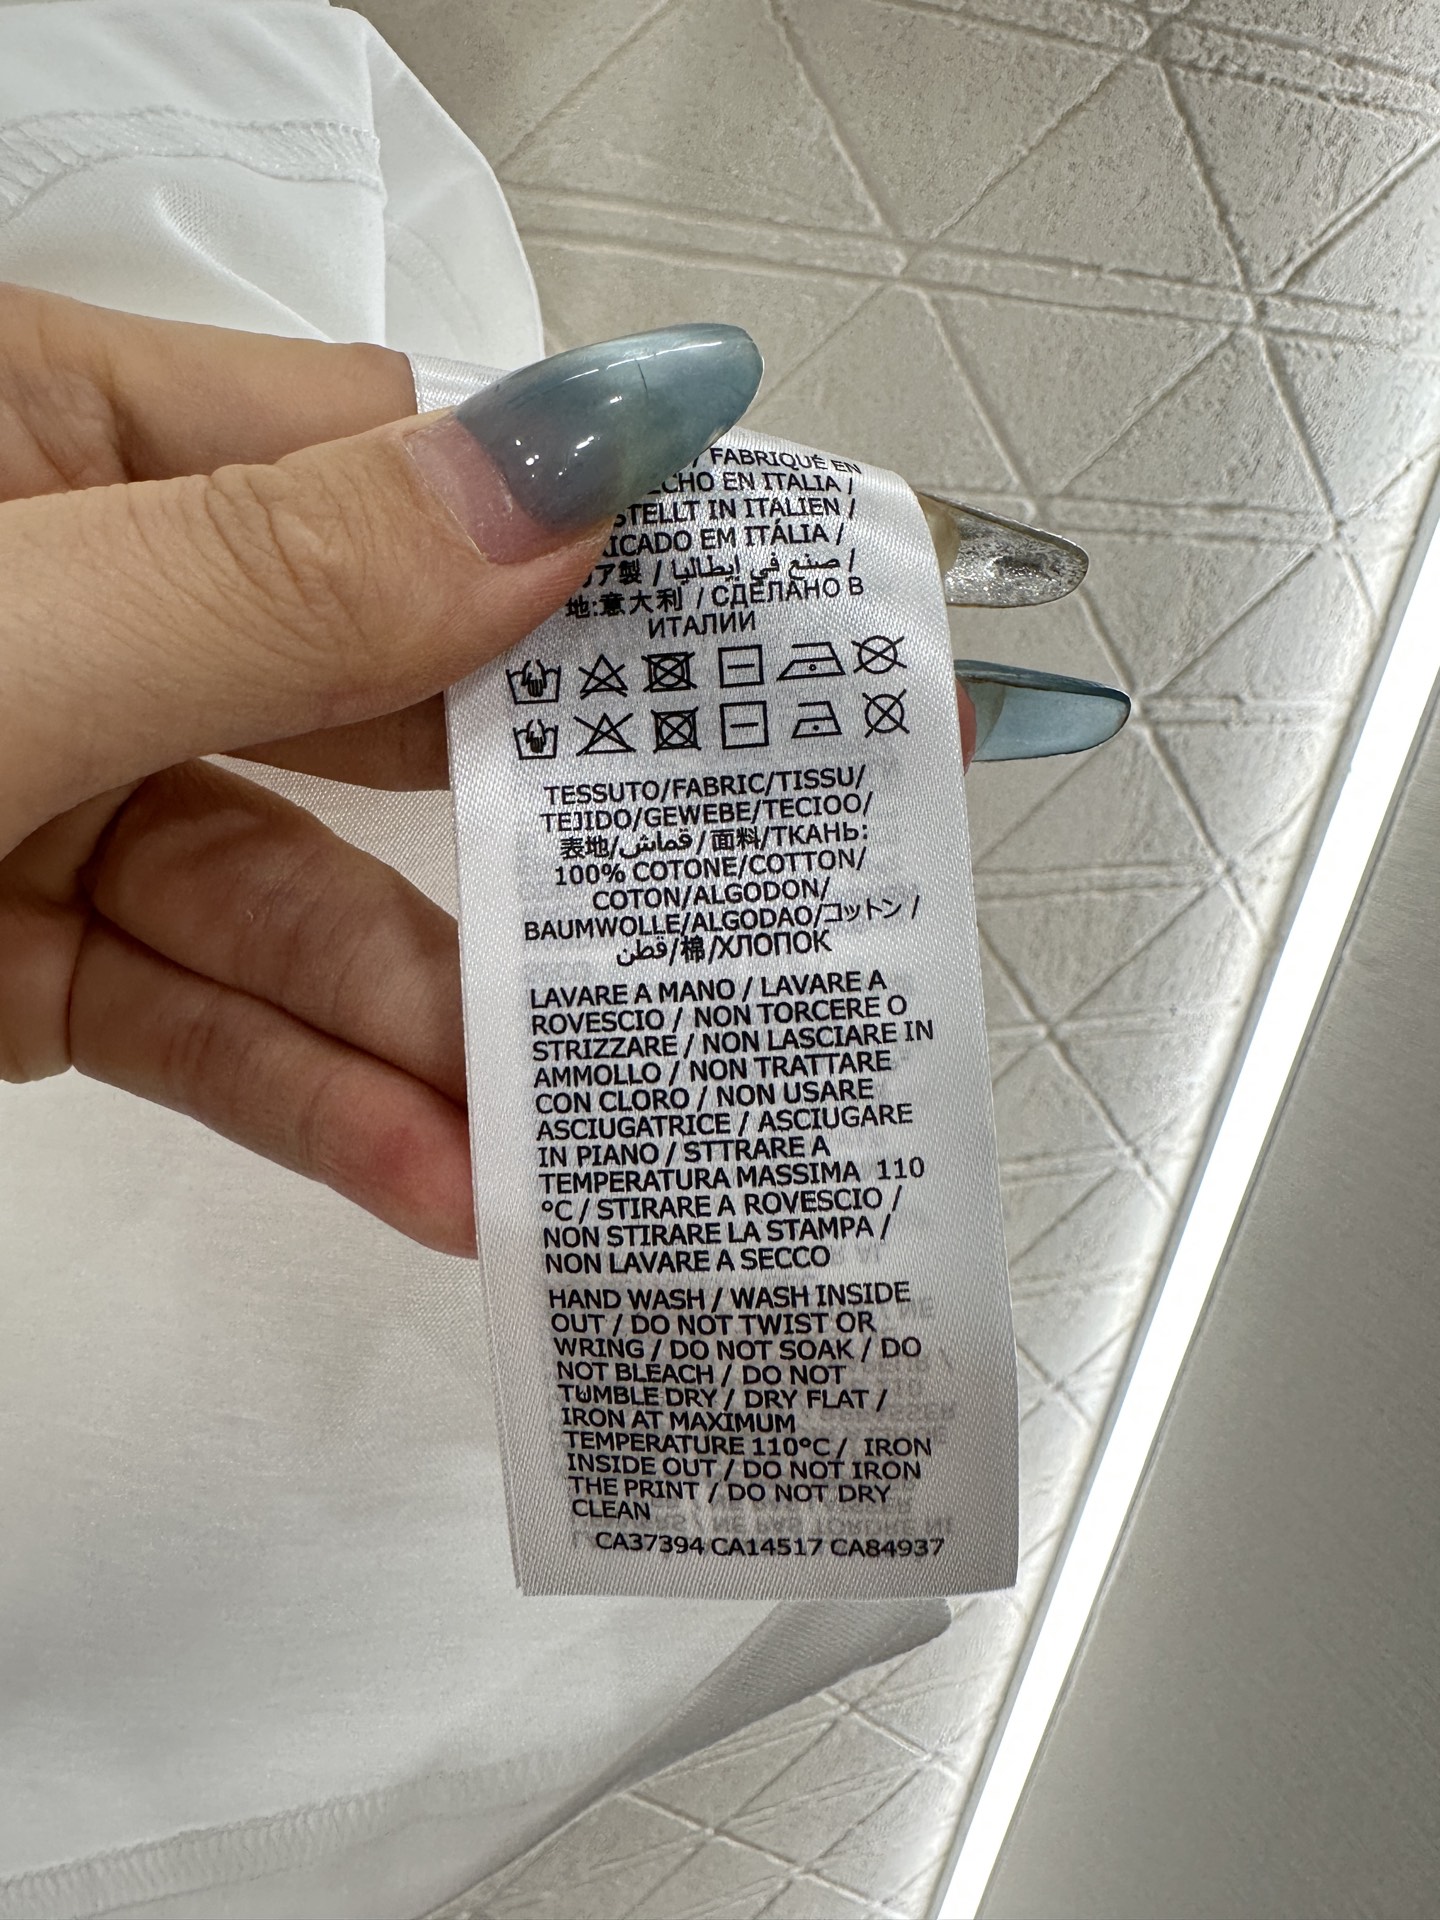 / FABRIQUÉ EN
EN ITALIA /
IN ITALIEN /
EM ITÁLIA /
製 / صنع في إيطاليا /
地:意大利 / СДЕЛАНО В
ИТАЛИИ
TESSUTO/FABRIC/TISSU/
TEJIDO/GEWEBE/TECIOO/
表地/قماش/面料/ТКАНЬ:
100% COTONE/COTTON/
COTON/ALGODON/
BAUMWOLLE/ALGODAO/コットン /
قطن/棉/ХЛОПОК
LAVARE A MANO / LAVARE A
ROVESCIO / NON TORCERE O
STRIZZARE / NON LASCIARE IN
AMMOLLO / NON TRATTARE
CON CLORO / NON USARE
ASCIUGATRICE / ASCIUGARE
IN PIANO / STTRARE A
TEMPERATURA MASSIMA 110
°C / STIRARE A ROVESCIO /
NON STIRARE LA STAMPA /
NON LAVARE A SECCO
HAND WASH / WASH INSIDE
OUT / DO NOT TWIST OR
WRING / DO NOT SOAK / DO
NOT BLEACH / DO NOT
TUMBLE DRY / DRY FLAT /
IRON AT MAXIMUM
TEMPERATURE 110°C / IRON
INSIDE OUT / DO NOT IRON
THE PRINT / DO NOT DRY
CLEAN
CA37394 CA14517 CA84937